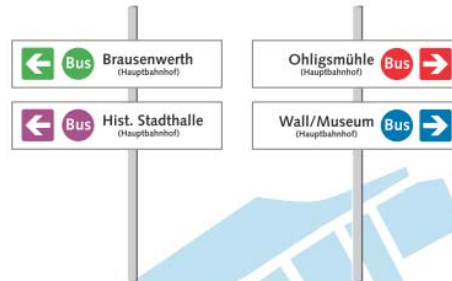 Bus Brausenwerth
(Hauptbahnhof)
Bus Hist. Stadthalle
(Hauptbahnhof)
Ohligsmühle Bus
(Hauptbahnhof)
Wall/Museum Bus
(Hauptbahnhof)